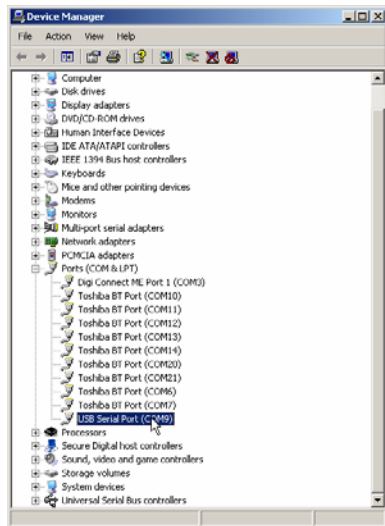 Device Manager
File Action View Help
Computer
Disk drives
Display adapters
DVD/CD-ROM drives
Human Interface Devices
IDE ATA/ATAPI controllers
IEEE 1394 Bus host controllers
Keyboards
Mice and other pointing devices
Modems
Monitors
Multi-port serial adapters
Network adapters
PCMCIA adapters
Ports (COM & LPT)
Digi Connect ME Port 1 (COM3)
Toshiba BT Port (COM10)
Toshiba BT Port (COM11)
Toshiba BT Port (COM12)
Toshiba BT Port (COM13)
Toshiba BT Port (COM14)
Toshiba BT Port (COM20)
Toshiba BT Port (COM21)
Toshiba BT Port (COM6)
Toshiba BT Port (COM7)
USB Serial Port (COM9)
Processors
Secure Digital host controllers
Sound, video and game controllers
Storage volumes
System devices
Universal Serial Bus controllers